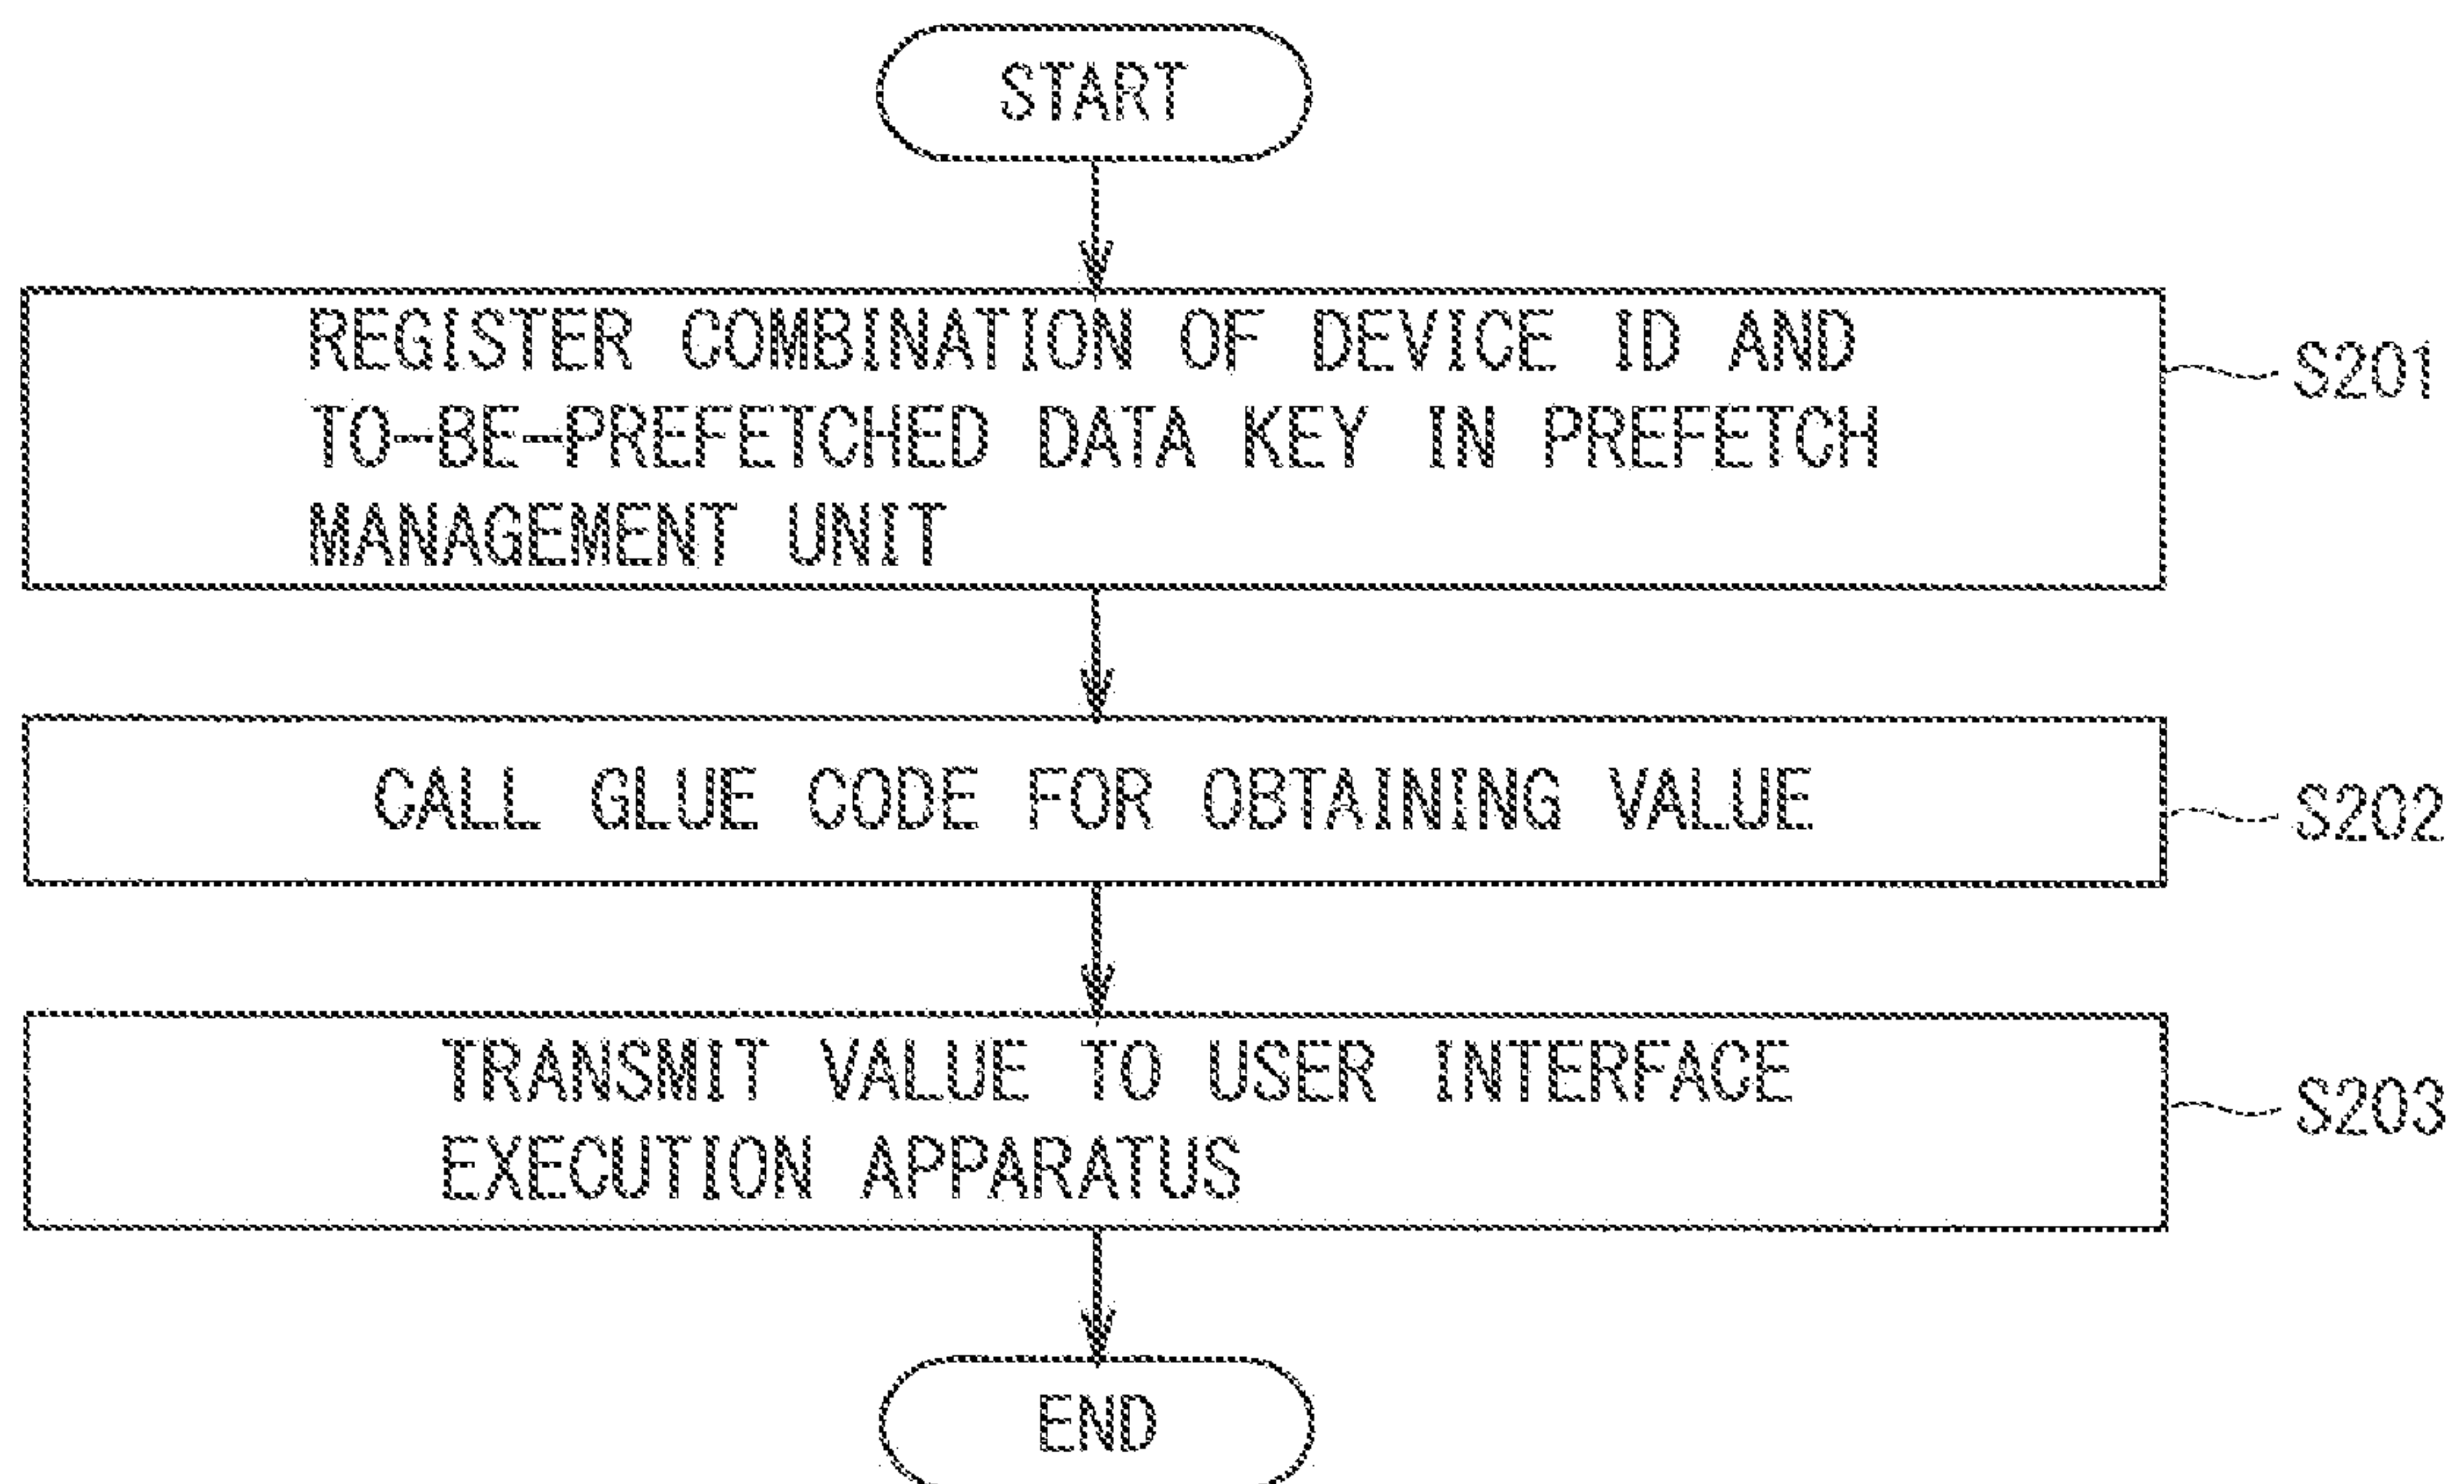 START
REGISTER COMBINATION OF DEVICE ID AND
TO-BE-PREFETCHED DATA KEY IN PREFETCH
MANAGEMENT UNIT
S201
CALL GLUE CODE FOR OBTAINING VALUE
S202
TRANSMIT VALUE TO USER INTERFACE
EXECUTION APPARATUS
S203
END